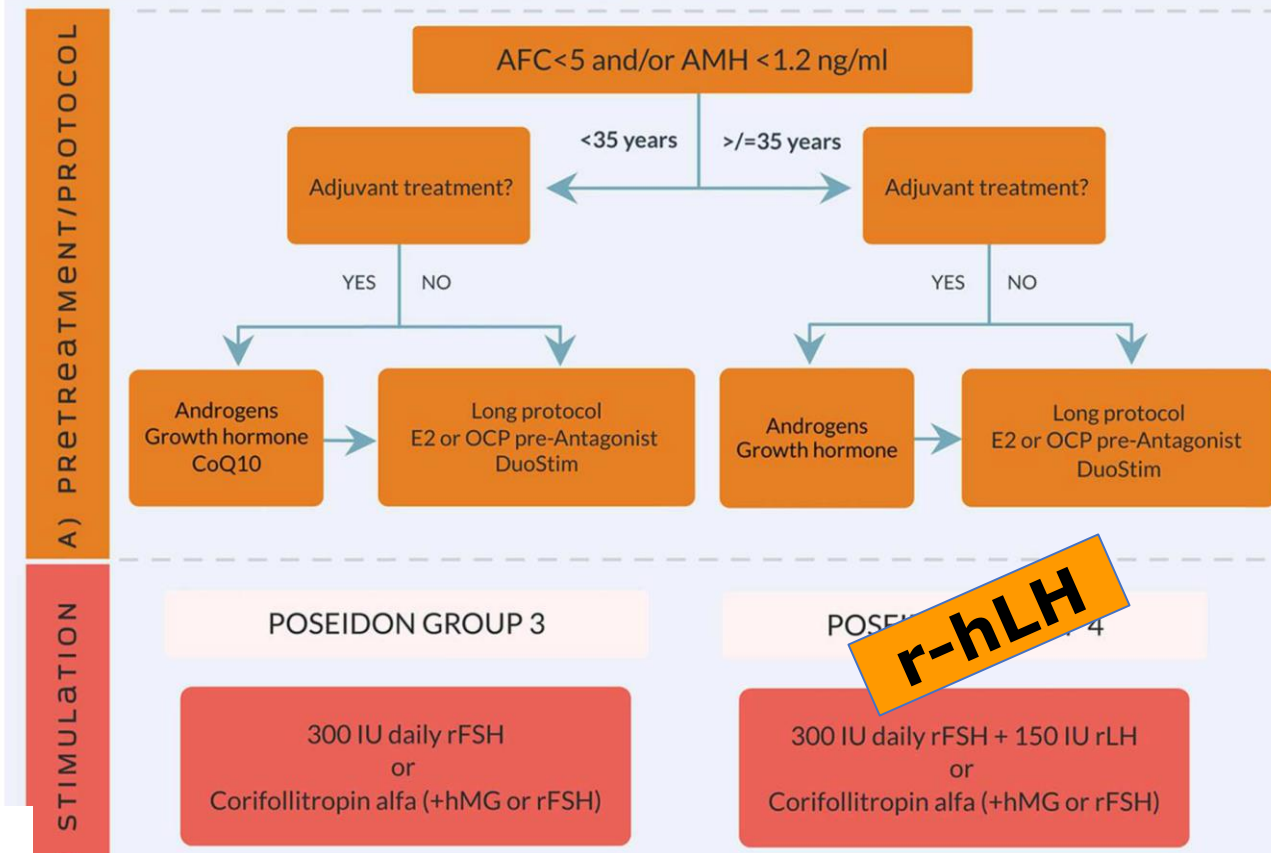 A) PRETREATMENT/PROTOCOL
AFC<5 and/or AMH <1.2 ng/ml
<35 years
>/=35 years
Adjuvant treatment?
Adjuvant treatment?
YES
NO
YES
NO
Androgens
Growth hormone
CoQ10
Long protocol
E2 or OCP pre-Antagonist
DuoStim
Androgens
Growth hormone
Long protocol
E2 or OCP pre-Antagonist
DuoStim
STIMULATION
POSEIDON GROUP 3
4
r-hLH
300 IU daily rFSH
or
Corifollitropin alfa (+hMG or rFSH)
300 IU daily rFSH + 150 IU rLH
or
Corifollitropin alfa (+hMG or rFSH)